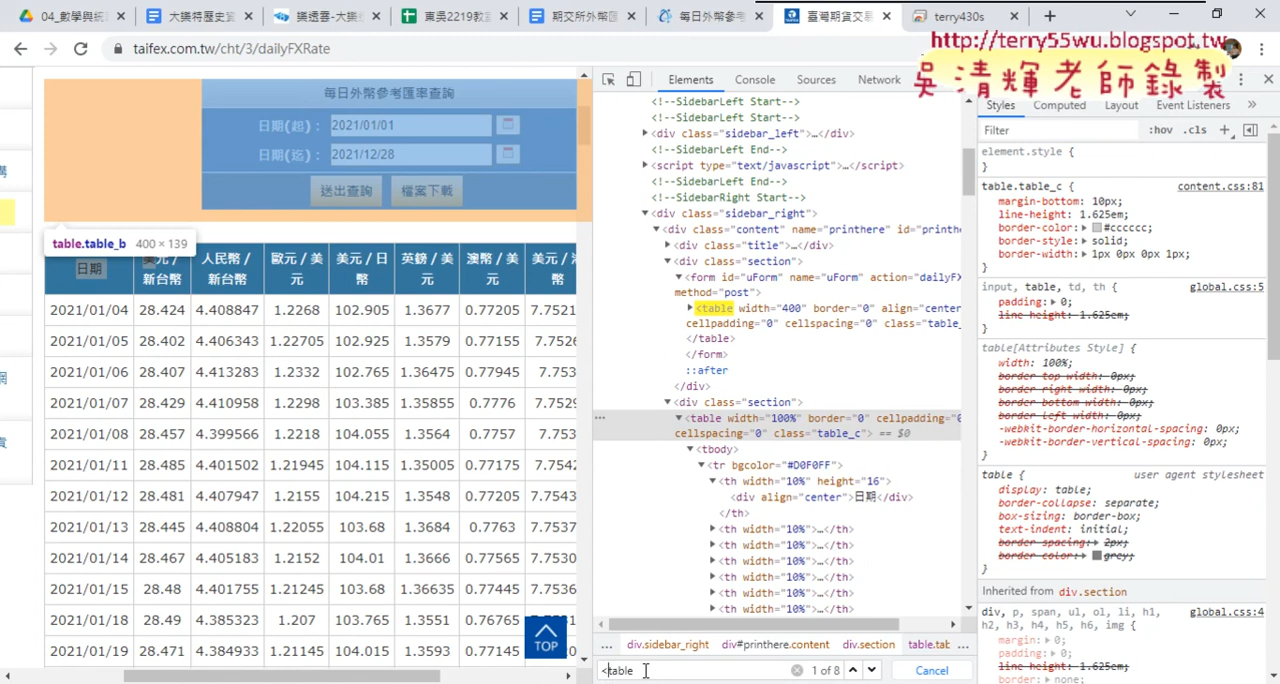 04_數學與統
大樂特歷史資
樂透雲-大樂
東吳2219教
期交所外匯
每日外幣參考
臺灣期貨交易
terry430s
taifex.com.tw/cht/3/dailyFXRate
http://terry55wu.blogspot.tw
吳清輝老師錄製
每日外幣參考匯率查詢
日期(起)： 2021/01/01
日期(迄)： 2021/12/28
送出查詢 檔案下載
table.table_b 400 × 139
日期 美元 / 新台幣 人民幣 / 新台幣 歐元 / 美元 美元 / 日幣 英鎊 / 美元 澳幣 / 美元 美元 /
2021/01/04 28.424 4.408847 1.2268 102.905 1.3677 0.77205 7.7521
2021/01/05 28.402 4.406343 1.22705 102.925 1.3579 0.77155 7.7526
2021/01/06 28.407 4.413283 1.2307 102.765 1.36475 0.77945 7.753
2021/01/07 28.429 4.410958 1.2293 103.37 1.3595 0.7776 7.7529
2021/01/08 28.457 4.399566 1.2218 104.055 1.3564 0.7757 7.754
2021/01/11 28.485 4.401502 1.21945 104.115 1.35005 0.77175 7.7542
2021/01/12 28.481 4.407947 1.2152 104.215 1.3548 0.77205 7.7543
2021/01/13 28.445 4.408804 1.2205 103.68 1.3684 0.7763 7.7537
2021/01/14 28.467 4.405183 1.2152 104.01 1.3666 0.77565 7.7530
2021/01/15 28.48 4.401755 1.21265 103.68 1.36635 0.77445 7.7536
2021/01/18 28.49 4.385323 1.207 103.765 1.3551 0.76765
2021/01/19 28.471 4.384933 1.21145 104.015 1.3593 0.77145
TOP
Elements Console Sources Network
<!--SidebarLeft Start-->
<!--SidebarLeft Start-->
<div class="sidebar_left">…</div>
<!--SidebarLeft End-->
<script type="text/javascript">…</script>
<!--SidebarLeft End-->
<!--SidebarRight Start-->
<div class="sidebar_right">
<div class="content" name="printhere" id="printhe
<div class="title">…</div>
<div class="section">
<form id="uForm" name="uForm" action="dailyFX
method="post">
<table width="400" border="0" align="center
cellpadding="0" cellspacing="0" class="table_
</table>
</form>
::after
</div>
<div class="section">
<table width="100%" border="0" cellpadding="0
cellspacing="0" class="table_c"> == $0
<tbody>
<tr bgcolor="#D0F0FF">
<th width="10%" height="16">
<div align="center">日期</div>
</th>
<th width="10%">…</th>
<th width="10%">…</th>
<th width="10%">…</th>
<th width="10%">…</th>
<th width="10%">…</th>
<th width="10%">…</th>
... div.sidebar_right div#printhere.content div.section table.tab ...
<table 1 of 8 Cancel
Styles Computed Layout Event Listeners
Filter :hov .cls
element.style {
}
table.table_c { content.css:81
margin-bottom: 10px;
line-height: 1.625em;
border-color: #cccccc;
border-style: solid;
border-width: 1px 0px 0px 1px;
}
input, table, td, th { global.css:5
padding: 0;
line-height: 1.625em;
}
table[Attributes Style] {
width: 100%;
border-top-width: 0px;
border-right-width: 0px;
border-bottom-width: 0px;
border-left-width: 0px;
-webkit-border-horizontal-spacing: 0px;
-webkit-border-vertical-spacing: 0px;
}
table { user agent stylesheet
display: table;
border-collapse: separate;
box-sizing: border-box;
text-indent: initial;
border-spacing: 2px;
border-color: grey;
}
Inherited from div.section
div, p, span, ul, ol, li, h1, global.css:4
h2, h3, h4, h5, h6, img {
margin: 0;
padding: 0;
line-height: 1.625em;
border: none;